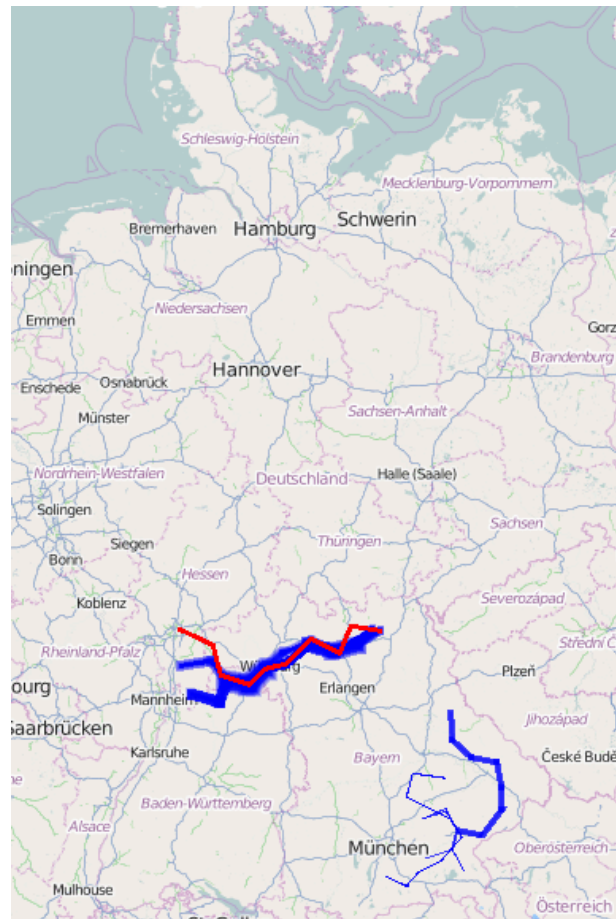 Schleswig-Holstein
Mecklenburg-Vorpommern
Schwerin
Bremerhaven
Hamburg
öningen
Niedersachsen
Emmen
Gorz
Brandenburg
Hannover
Osnabrück
Enschede
Sachsen-Anhalt
Münster
Nordrhein-Westfalen
Deutschland
Halle (Saale)
Solingen
Sachsen
Siegen
Thüringen
Bonn
Hessen
Koblenz
Severozápad
Středni Č
Rheinland-Pfalz
Plzeň
ourg
Erlangen
Mannheim
Jihozápad
Saarbrücken
Karlsruhe
Bayern
České Budě
Baden-Württemberg
Alsace
München
Oberösterreich
Mulhouse
Österreich